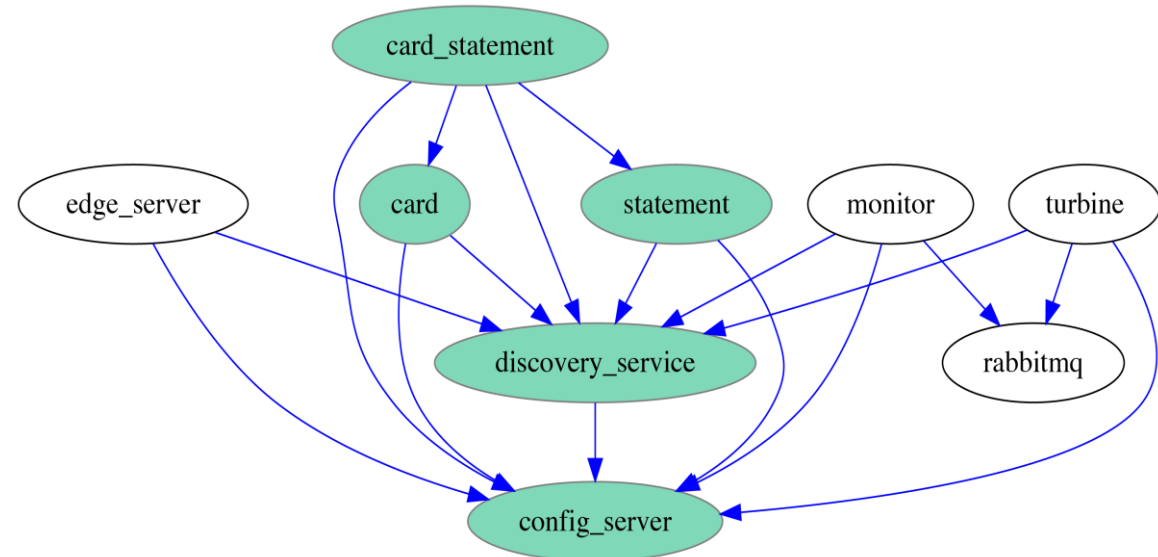 card_statement
edge_server
card
statement
monitor
turbine
discovery_service
rabbitmq
config_server